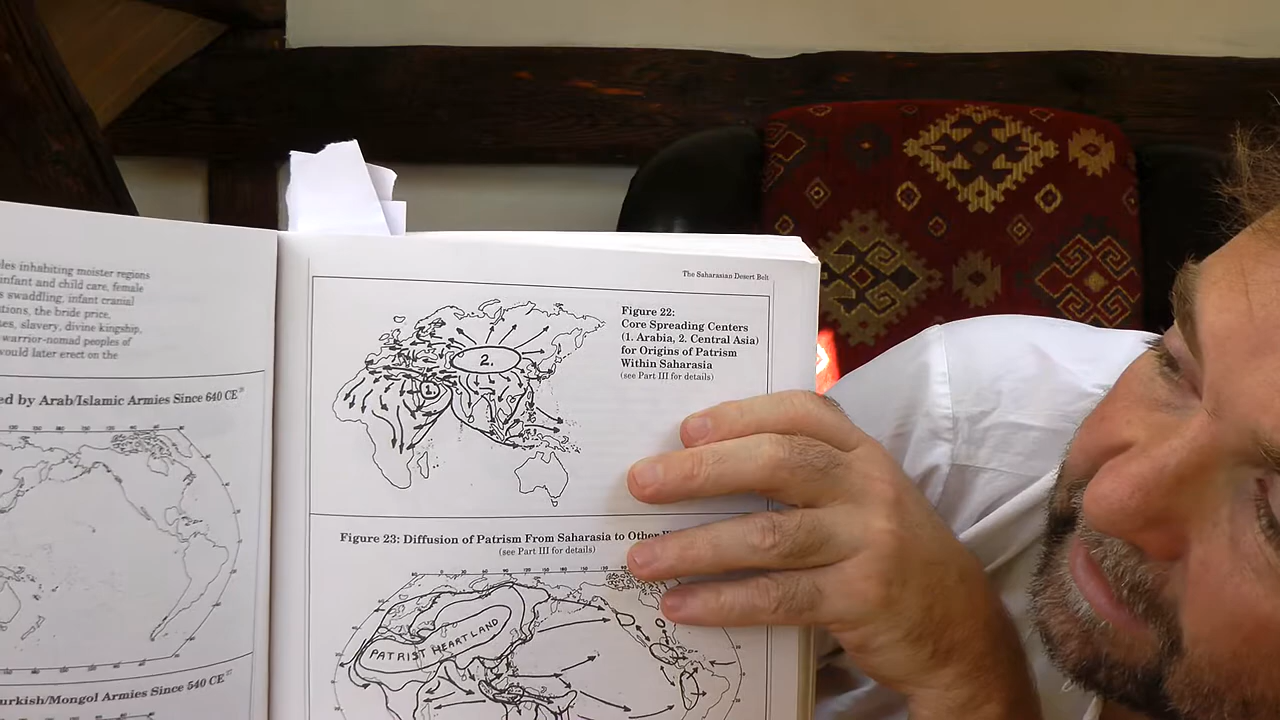 les inhabiting moister regions
infant and child care, female
s swaddling, infant cranial
tions, the bride price,
es, slavery, divine kingship,
warrior-nomad peoples of
would later erect on the
ed by Arab/Islamic Armies Since 640 CE
urkish/Mongol Armies Since 540 CE
The Saharasian Desert Belt
Figure 22:
Core Spreading Centers
(1. Arabia, 2. Central Asia)
for Origins of Patrism
Within Saharasia
(see Part III for details)
2.
1.
Figure 23: Diffusion of Patrism From Saharasia to Other
(see Part III for details)
PATRIST HEARTLAND